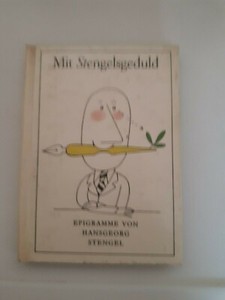 Mit Stengelsgeduld
EPIGRAMME VON
HANSGEORG
STENGEL